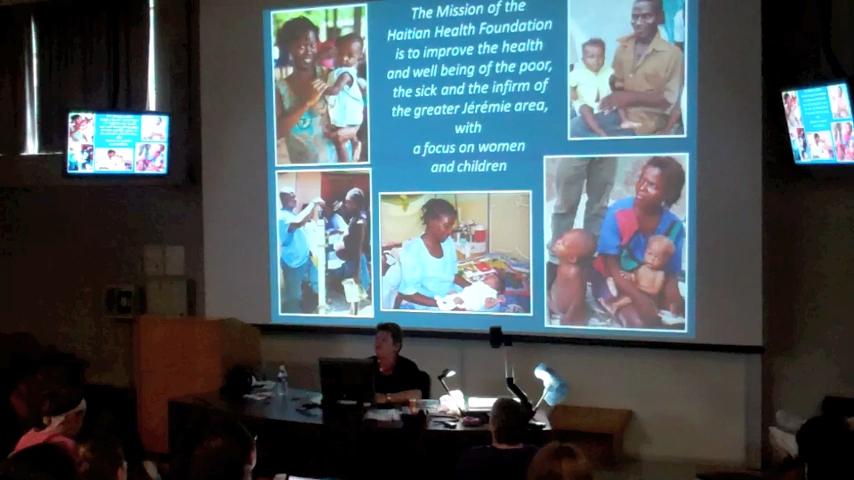 The Mission of the
Haitian Health Foundation
is to improve the health
and well being of the poor,
the sick and the infirm of
the greater Jérémie area,
with
a focus on women
and children